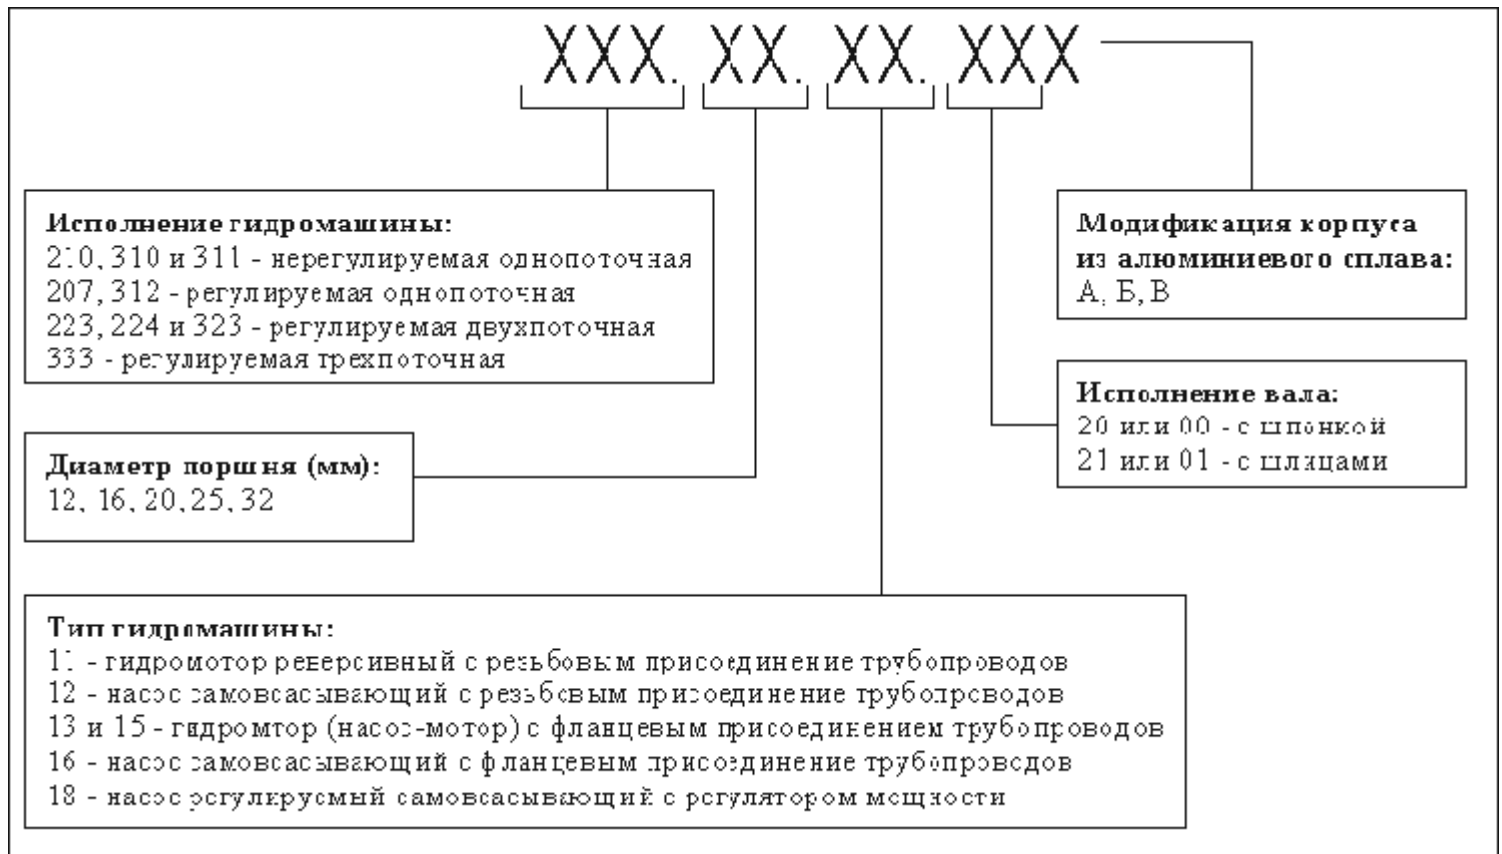 XXX. XX. XX. XXX
Исполнение гидромашины:
210, 310 и 311 - нерегулируемая однопоточная
207, 312 - регулируемая однопоточная
223, 224 и 323 - регулируемая двухпоточная
333 - регулируемая трехпоточная
Модификация корпуса
из алюминиевого сплава:
А, Б, В
Исполнение вала:
20 или 00 - с шпонкой
21 или 01 - с шлицами
Диаметр поршня (мм):
12, 16, 20, 25, 32
Тип гидромашины:
11 - гидромотор реверсивный с резьбовым присоединение трубопроводов
12 - насос самовсасывающий с резьбовым присоединение трубопроводов
13 и 15 - гидромтор (насос-мотор) с фланцевым присоединением трубопроводов
16 - насос самовсасывающий с фланцевым присоединение трубопроводов
18 - насос регулируемый самовсасывающий с регулятором мощности